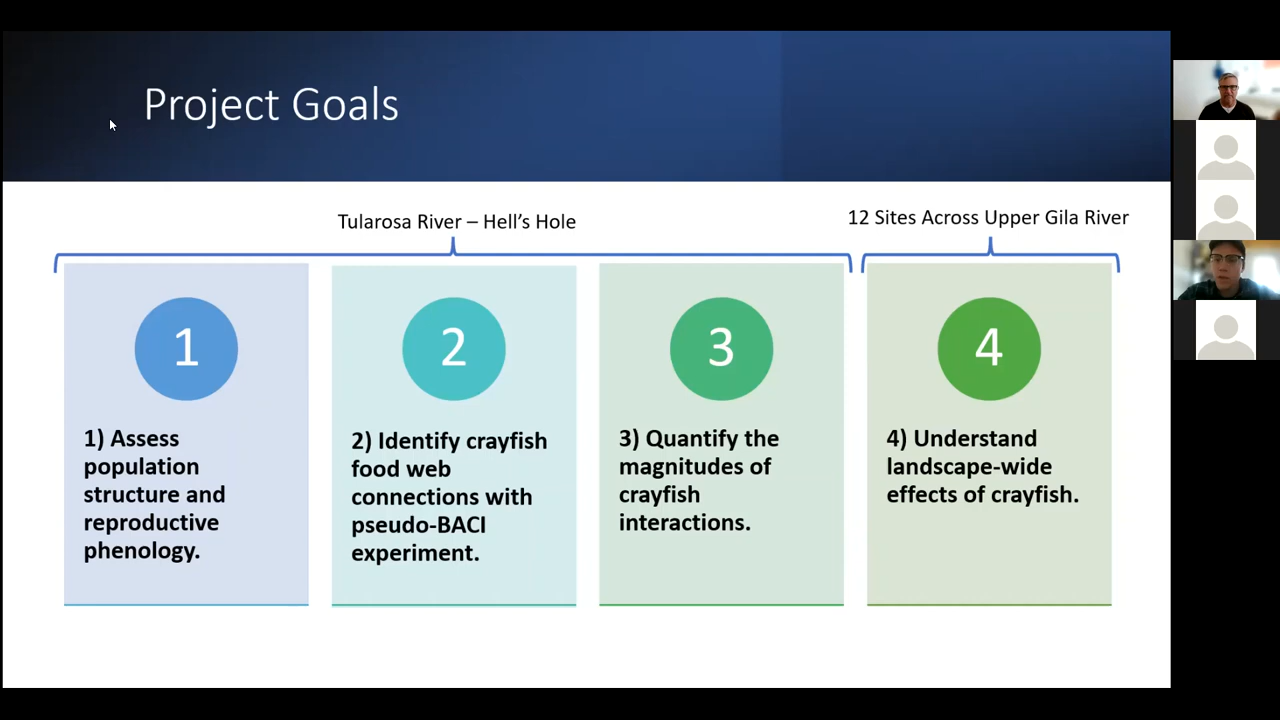 Project Goals
Tularosa River – Hell's Hole
12 Sites Across Upper Gila River
1
1) Assess
population
structure and
reproductive
phenology.
2
2) Identify crayfish
food web
connections with
pseudo-BACI
experiment.
3
3) Quantify the
magnitudes of
crayfish
interactions.
4
4) Understand
landscape-wide
effects of crayfish.